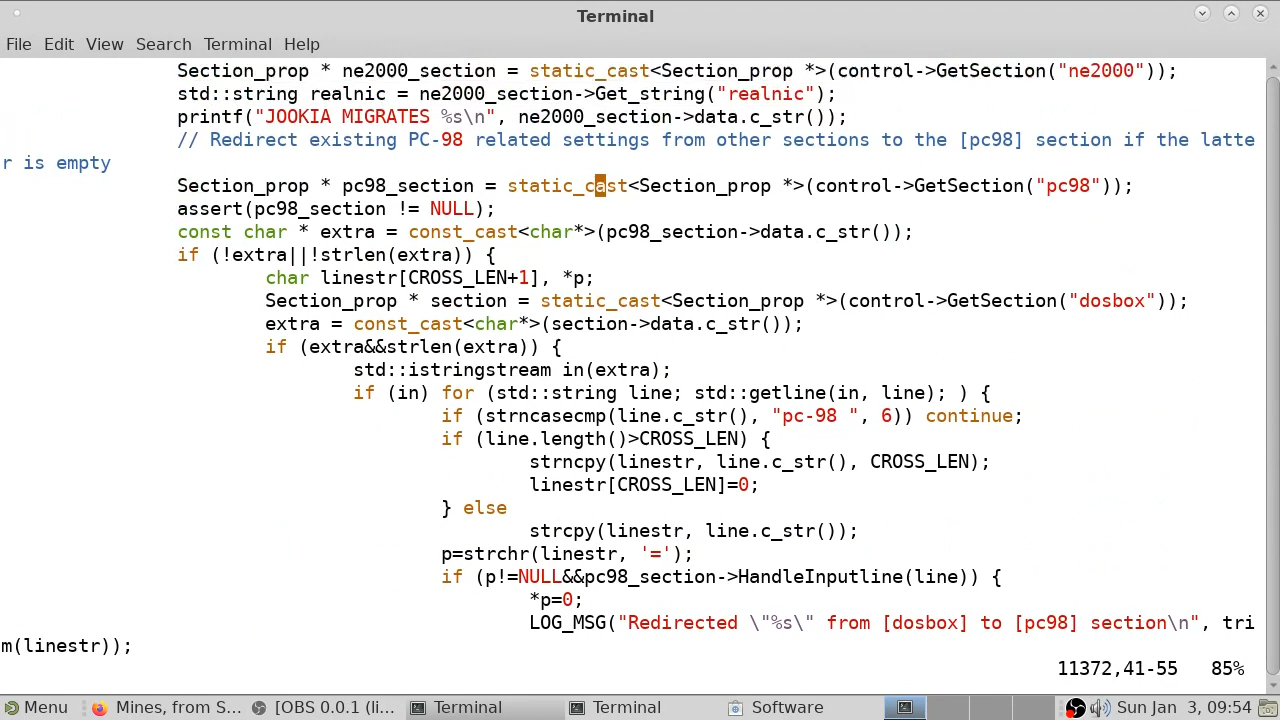 Terminal
File Edit View Search Terminal Help
Section_prop * ne2000_section = static_cast<Section_prop *>(control->GetSection("ne2000"));
std::string realnic = ne2000_section->Get_string("realnic");
printf("JOOKIA MIGRATES %s\n", ne2000_section->data.c_str());
// Redirect existing PC-98 related settings from other sections to the [pc98] section if the latte
r is empty
Section_prop * pc98_section = static_cast<Section_prop *>(control->GetSection("pc98"));
assert(pc98_section != NULL);
const char * extra = const_cast<char*>(pc98_section->data.c_str());
if (!extra||!strlen(extra)) {
char linestr[CROSS_LEN+1], *p;
Section_prop * section = static_cast<Section_prop *>(control->GetSection("dosbox"));
extra = const_cast<char*>(section->data.c_str());
if (extra&&strlen(extra)) {
std::istringstream in(extra);
if (in) for (std::string line; std::getline(in, line); ) {
if (strncasecmp(line.c_str(), "pc-98 ", 6)) continue;
if (line.length()>CROSS_LEN) {
strncpy(linestr, line.c_str(), CROSS_LEN);
linestr[CROSS_LEN]=0;
} else
strcpy(linestr, line.c_str());
p=strchr(linestr, '=');
if (p!=NULL&&pc98_section->HandleInputline(line)) {
*p=0;
LOG_MSG("Redirected \"%s\" from [dosbox] to [pc98] section\n", tri
m(linestr));
11372,41-55 85%
Menu Mines, from S... [OBS 0.0.1 (li... Terminal Terminal Software Sun Jan 3, 09:54